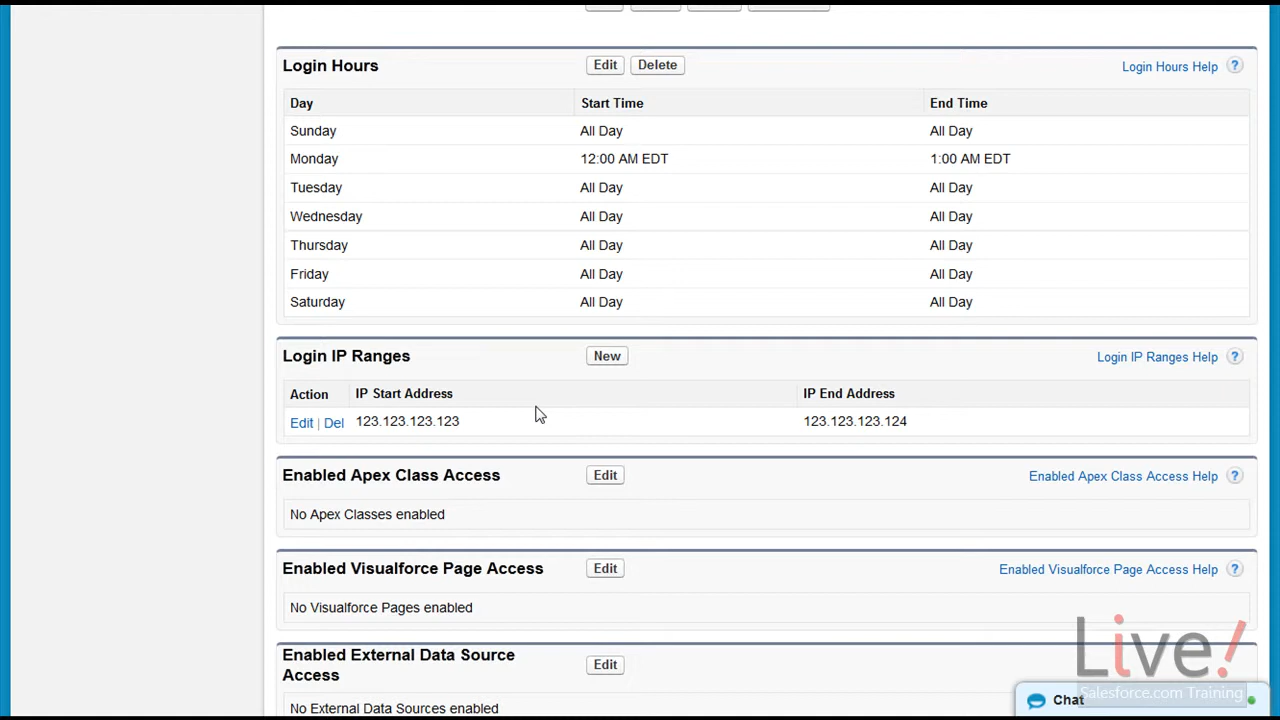 Login Hours Edit Delete Login Hours Help ?
Day Start Time End Time
Sunday All Day All Day
Monday 12:00 AM EDT 1:00 AM EDT
Tuesday All Day All Day
Wednesday All Day All Day
Thursday All Day All Day
Friday All Day All Day
Saturday All Day All Day
Login IP Ranges New Login IP Ranges Help ?
Action IP Start Address IP End Address
Edit | Del 123.123.123.123 123.123.123.124
Enabled Apex Class Access Edit Enabled Apex Class Access Help ?
No Apex Classes enabled
Enabled Visualforce Page Access Edit Enabled Visualforce Page Access Help ?
No Visualforce Pages enabled
Enabled External Data Source
Access Edit
No External Data Sources enabled
Live!
Salesforce.com Training
Chat